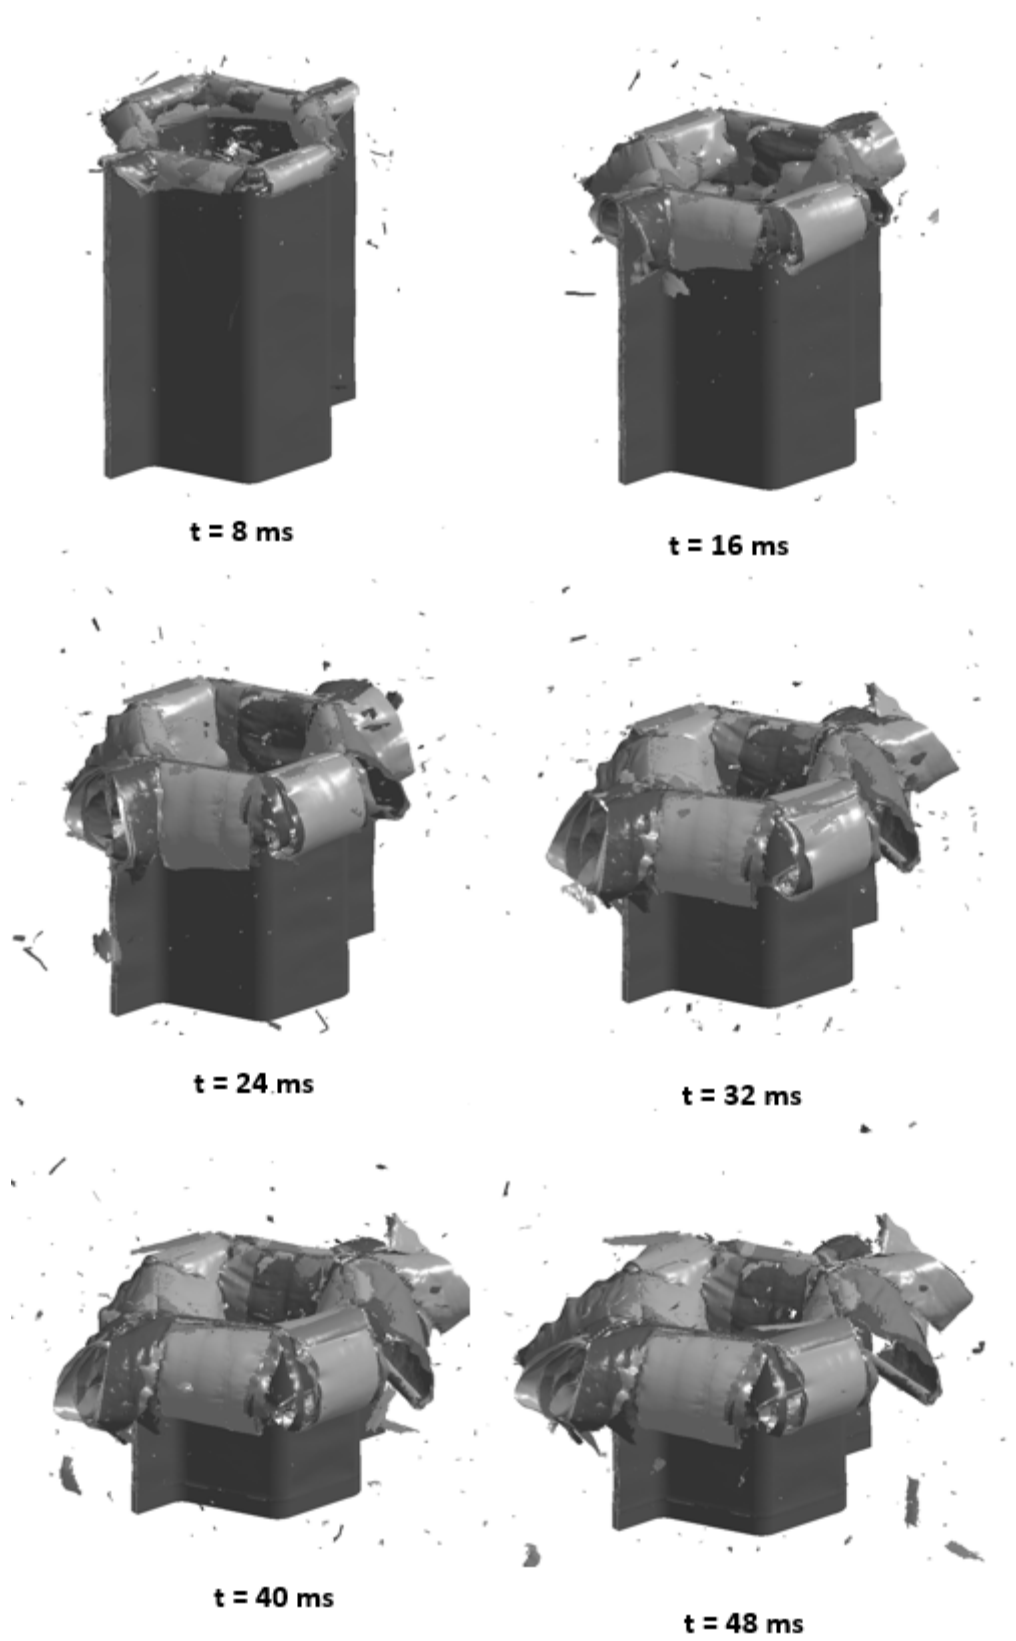 t = 8 ms
t = 16 ms
t = 24 ms
t = 32 ms
t = 40 ms
t = 48 ms